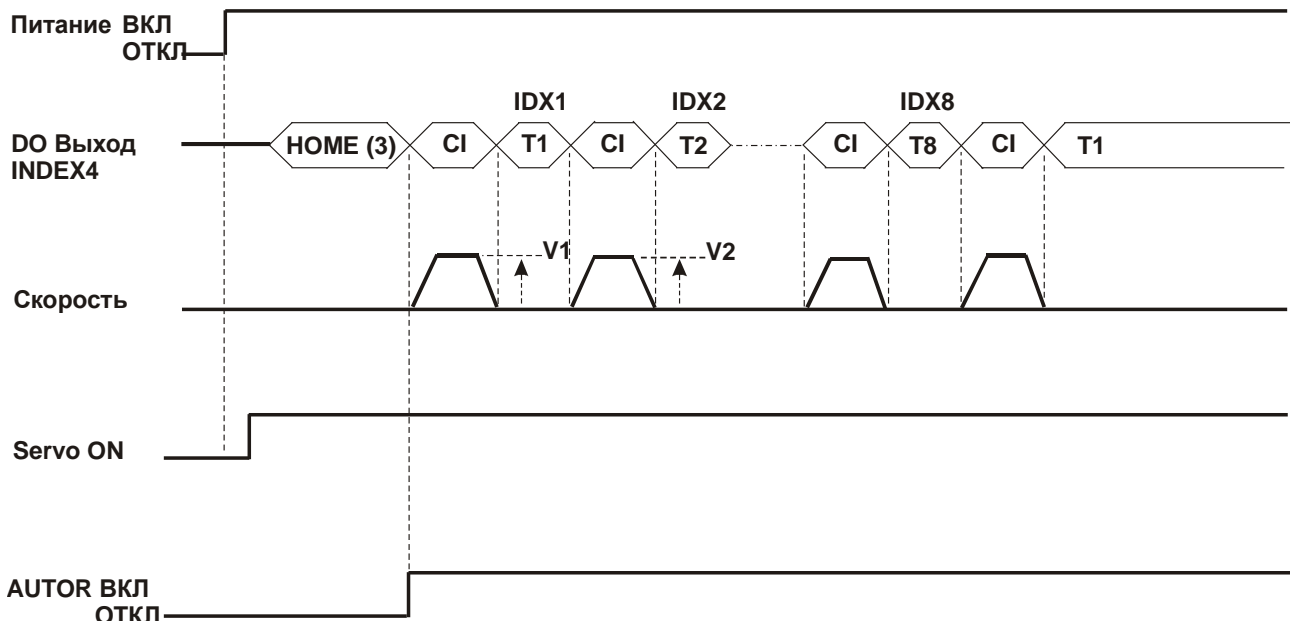 Питание ВКЛ
ОТКЛ
IDX1 IDX2 IDX8
DO Выход
INDEX4
HOME (3) CI T1 CI T2 CI T8 CI T1
V1 V2
Скорость
Servo ON
AUTOR ВКЛ
ОТКЛ